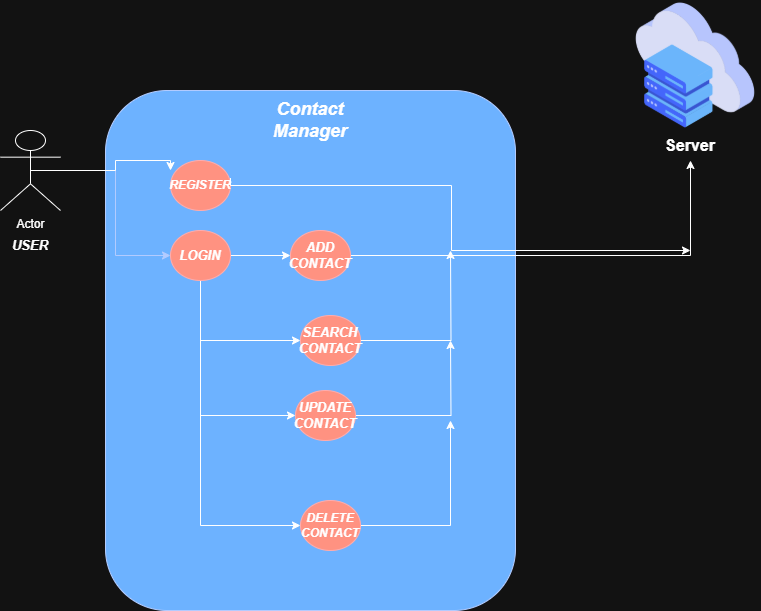 Contact
Manager
Server
REGISTER
Actor
USER
LOGIN
ADD
CONTACT
SEARCH
CONTACT
UPDATE
CONTACT
DELETE
CONTACT